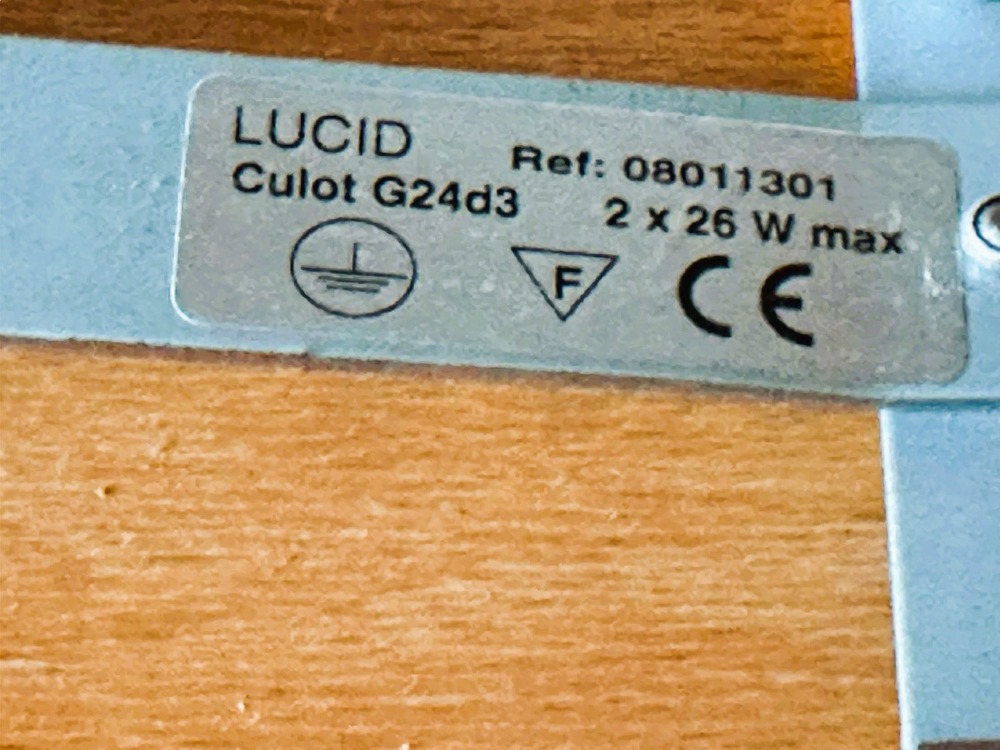 LUCID
Ref: 08011301
Culot G24d3
2 x 26 W max
F
CE